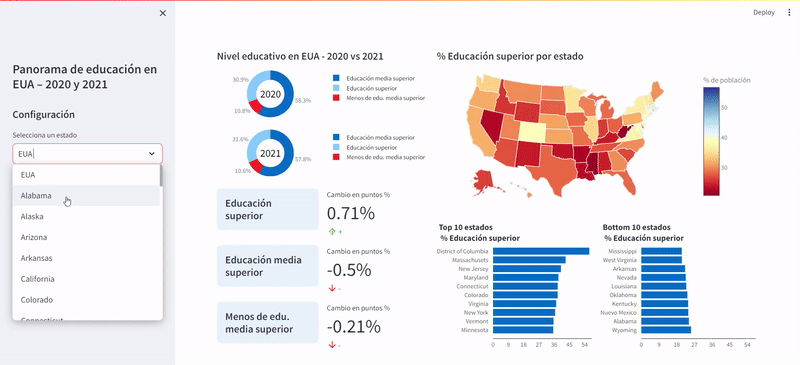 Deploy
Panorama de educación en
EUA – 2020 y 2021
Configuración
Selecciona un estado
EUA
EUA
Alabama
Alaska
Arizona
Arkansas
California
Colorado
Connecticut
Nivel educativo en EUA - 2020 vs 2021
30.9%
10.8%
58.3%
2020
Educación media superior
Educación superior
Menos de edu. media superior
31.6%
10.6%
57.8%
2021
Educación media superior
Educación superior
Menos de edu. media superior
Educación
superior
Cambio en puntos %
0.71%
+
Educación media
superior
Cambio en puntos %
-0.5%
-
Menos de edu.
media superior
Cambio en puntos %
-0.21%
-
% Educación superior por estado
% de población
50
40
30
Top 10 estados
% Educación superior
District of Columbia
Massachusets
New Jersey
Maryland
Connecticut
Colorado
Virginia
New York
Vermont
Minnesota
0 9 18 27 36 45 54
Bottom 10 estados
% Educación superior
Mississippi
West Virginia
Arkansas
Nevada
Louisiana
Oklahoma
Kentucky
Nuevo Mexico
Alabama
Wyoming
0 9 18 27 36 45 54